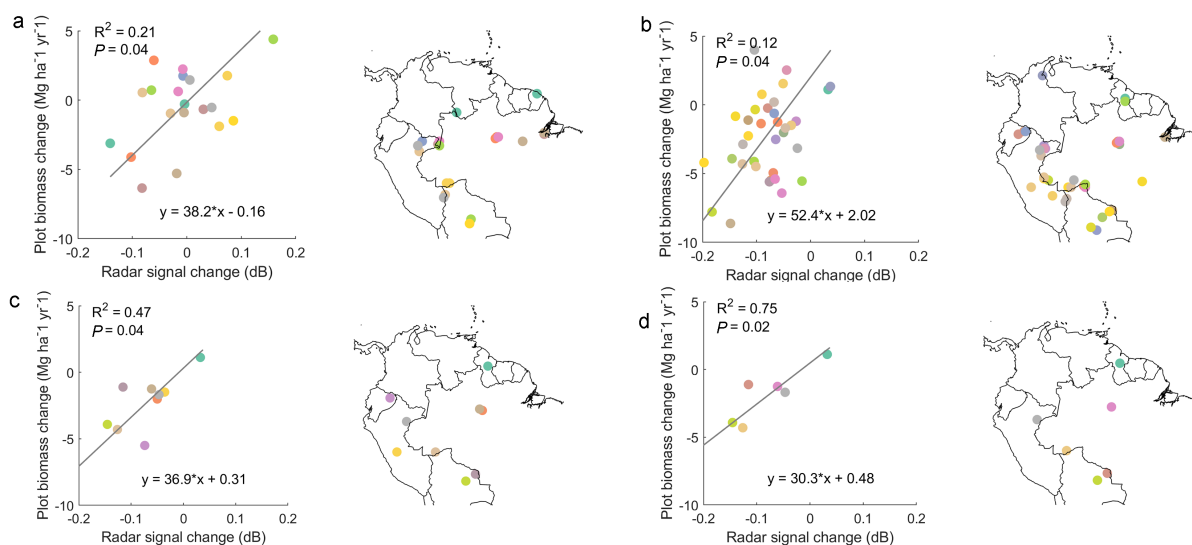 a
R² = 0.21
P = 0.04
y = 38.2*x - 0.16
Plot biomass change (Mg ha⁻¹ yr⁻¹)
5
0
-5
-10
-0.2
-0.1
0
0.1
0.2
Radar signal change (dB)
b
R² = 0.12
P = 0.04
y = 52.4*x + 2.02
Plot biomass change (Mg ha⁻¹ yr⁻¹)
5
0
-5
-10
-0.2
-0.1
0
0.1
0.2
Radar signal change (dB)
c
R² = 0.47
P = 0.04
y = 36.9*x + 0.31
Plot biomass change (Mg ha⁻¹ yr⁻¹)
5
0
-5
-10
-0.2
-0.1
0
0.1
0.2
Radar signal change (dB)
d
R² = 0.75
P = 0.02
y = 30.3*x + 0.48
Plot biomass change (Mg ha⁻¹ yr⁻¹)
5
0
-5
-10
-0.2
-0.1
0
0.1
0.2
Radar signal change (dB)